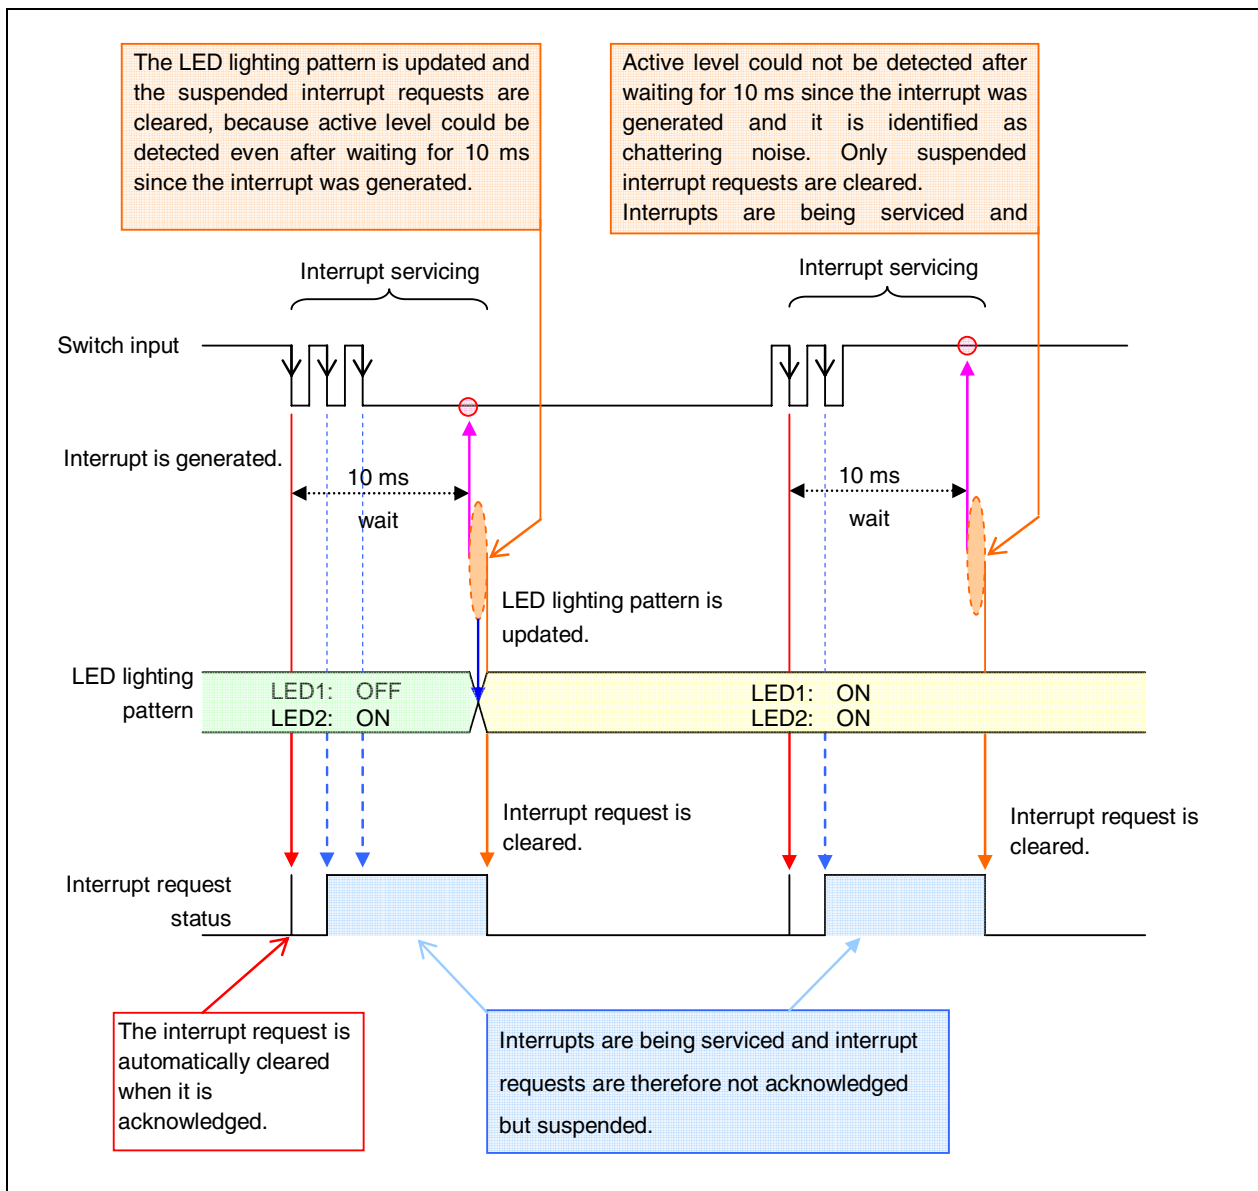 The LED lighting pattern is updated and
the suspended interrupt requests are
cleared, because active level could be
detected even after waiting for 10 ms
since the interrupt was generated.
Active level could not be detected after
waiting for 10 ms since the interrupt was
generated and it is identified as
chattering noise. Only suspended
interrupt requests are cleared.
Interrupts are being serviced and
Interrupt servicing
Interrupt servicing
Switch input
Interrupt is generated.
10 ms
wait
10 ms
wait
LED lighting pattern is
updated.
LED lighting
pattern
LED1: OFF
LED2: ON
LED1: ON
LED2: ON
Interrupt request is
cleared.
Interrupt request is
cleared.
Interrupt request
status
The interrupt request is
automatically cleared
when it is
acknowledged.
Interrupts are being serviced and interrupt
requests are therefore not acknowledged
but suspended.